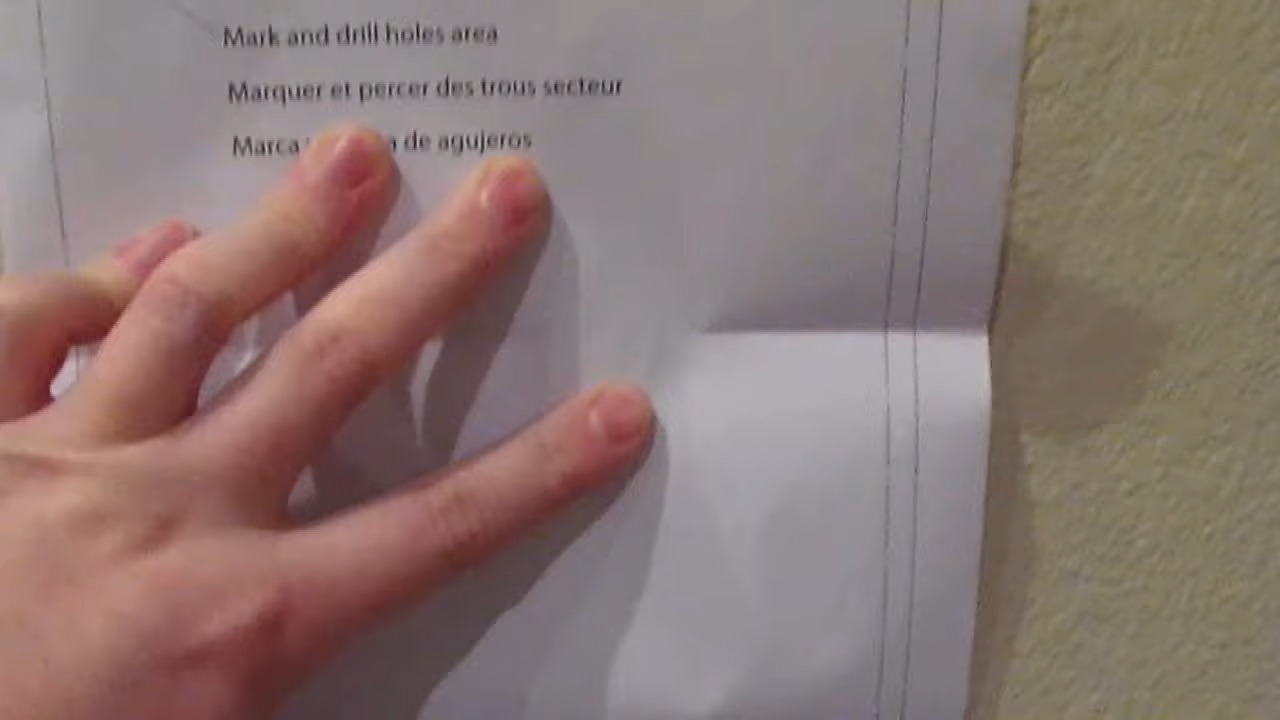 Mark and drill holes area
Marquer et percer des trous secteur
Marca de agujeros